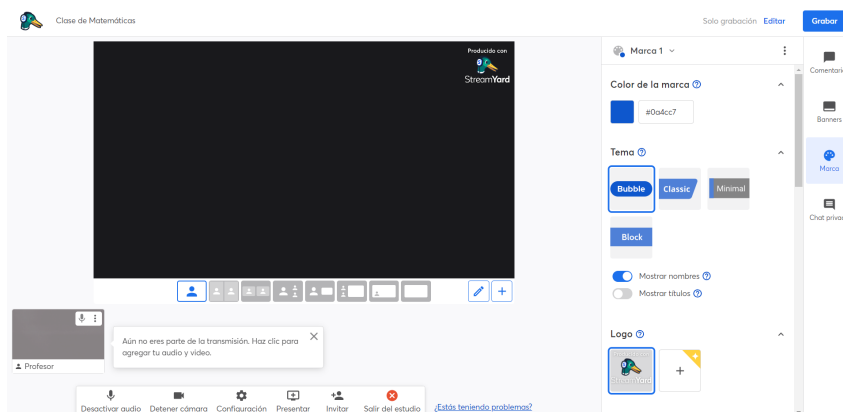 Clase de Matemáticas
Solo grabación Editar
Grabar
Producido con
StreamYard
Marca 1
Color de la marca
#0a4cc7
Tema
Bubble
Classic
Minimal
Block
Mostrar nombres
Mostrar títulos
Logo
StreamYard
Banners
Marca
Aún no eres parte de la transmisión. Haz clic para
agregar tu audio y video.
Profesor
Desactivar audio
Detener cámara
Configuración
Presentar
Invitar
Salir del estudio
¿Estás teniendo problemas?